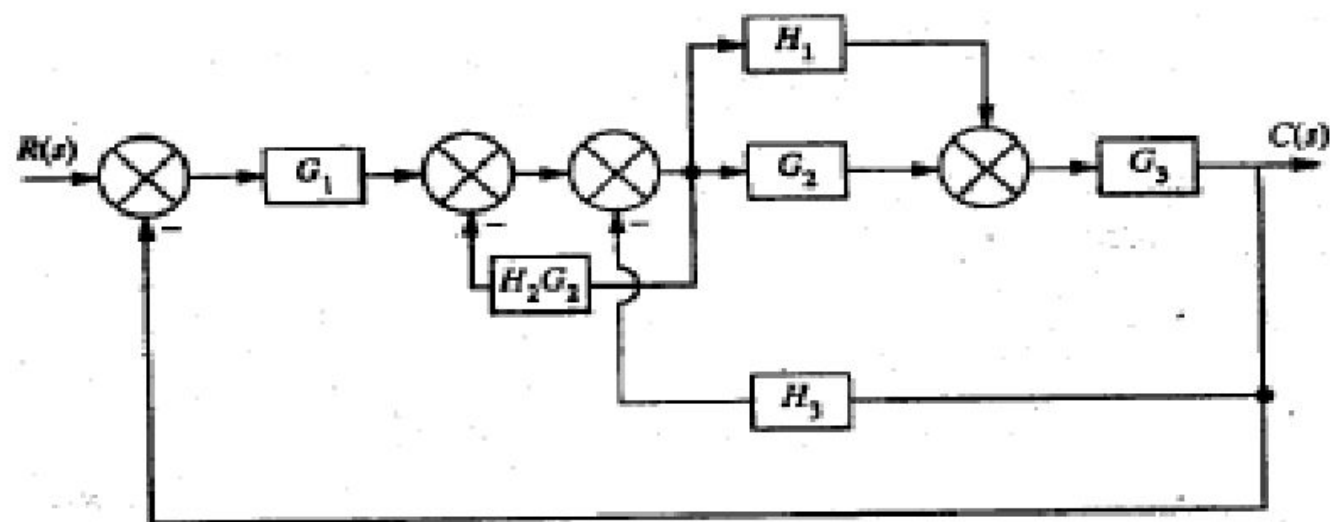 H₁
R(s)
G₁
G₂
G₃
C(s)
−
−
−
H₂G₂
H₃